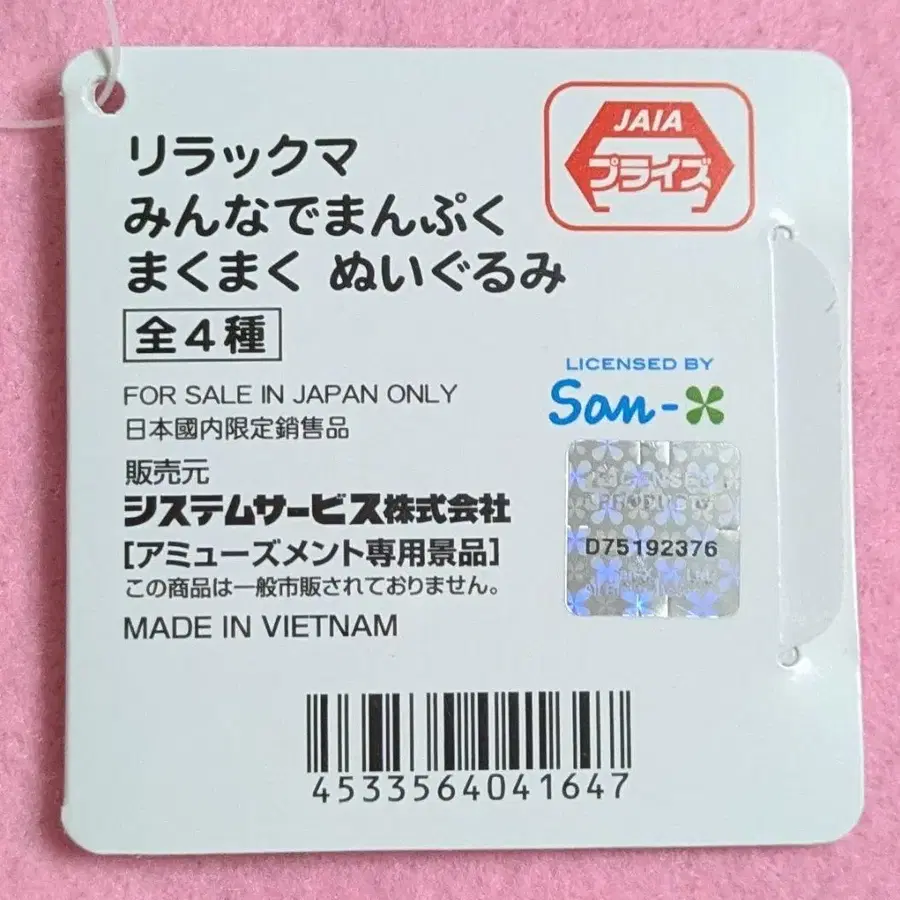 リラックマ
みんなでまんぷく
まくまく ぬいぐるみ
全4種
FOR SALE IN JAPAN ONLY
日本國内限定銷售品
販売元
システムサービス株式会社
[アミューズメント専用景品]
この商品は一般市販されておりません。
MADE IN VIETNAM
JAIA
プライズ
LICENSED BY
San-X
LICENSED
PRODUCT
D75192376
4533564041647